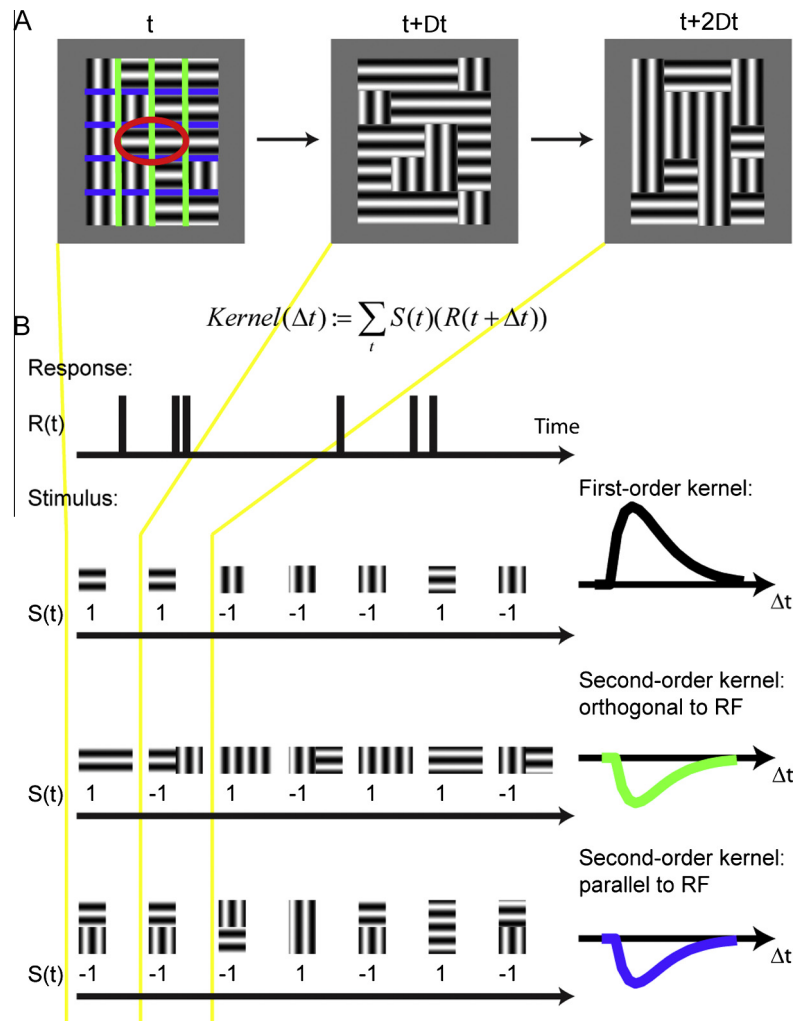 A
t
t+Dt
t+2Dt
Kernel(Δt) := ∑ S(t)(R(t + Δt))
t
B
Response:
R(t)
Time
Stimulus:
First-order kernel:
Δt
S(t) 1 1 -1 -1 -1 1 -1
Second-order kernel:
orthogonal to RF
Δt
S(t) 1 -1 1 -1 1 1 -1
Second-order kernel:
parallel to RF
Δt
S(t) -1 -1 -1 1 -1 1 -1